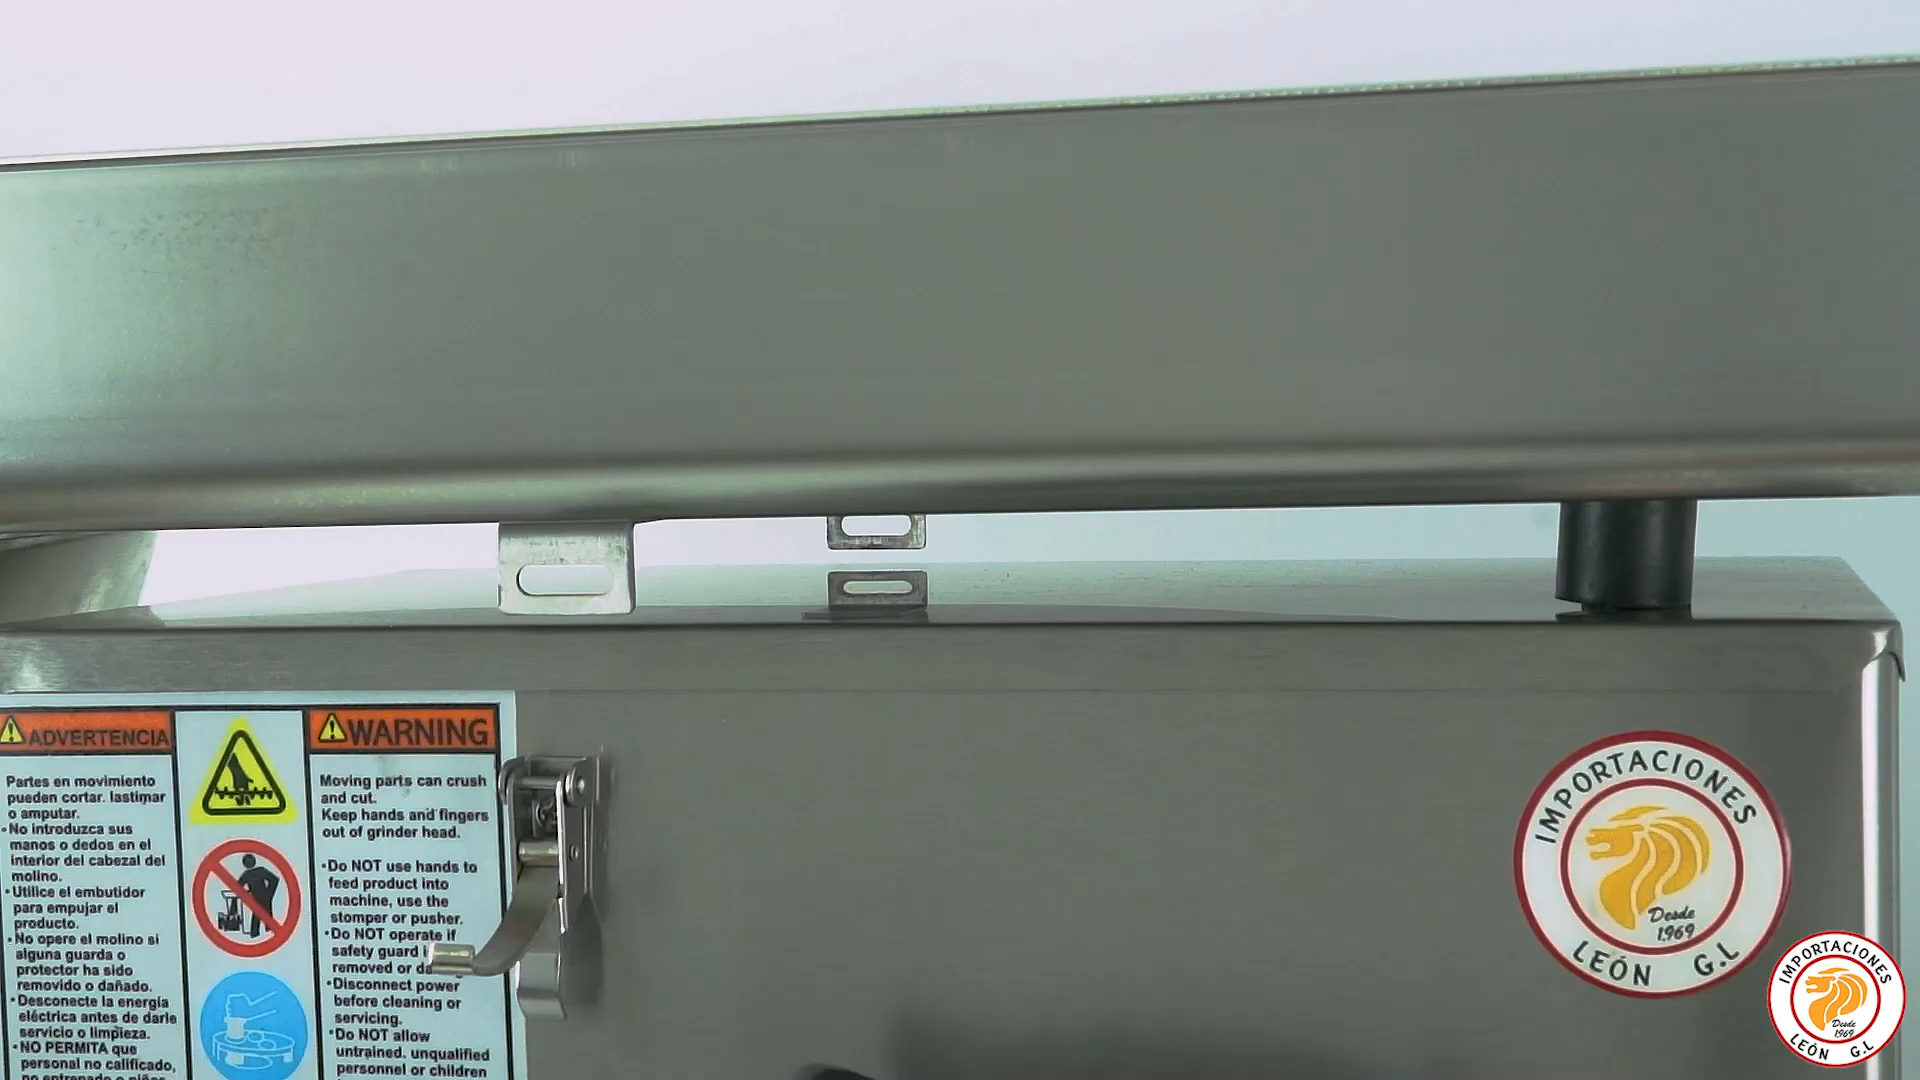 ADVERTENCIA
Partes en movimiento
pueden cortar. lastimar
o amputar.
•No introduzca sus
manos o dedos en el
interior del cabezal del
molino.
•Utilice el embutidor
para empujar el
producto.
•No opere el molino si
alguna guarda o
protector ha sido
removido o dañado.
•Desconecte la energía
eléctrica antes de darle
servicio o limpieza.
•NO PERMITA que
personal no calificado,
no entrenado o niños
WARNING
Moving parts can crush
and cut.
Keep hands and fingers
out of grinder head.
•Do NOT use hands to
feed product into
machine, use the
stomper or pusher.
•Do NOT operate if
safety guard
removed or
•Disconnect power
before cleaning or
servicing.
•Do NOT allow
untrained. unqualified
personnel or children
IMPORTACIONES
Desde
1969
LEÓN G.L
IMPORTACIONES
Desde
1969
LEÓN G.L